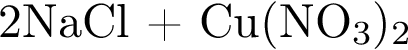 2NaCl + Cu(NO₃)₂